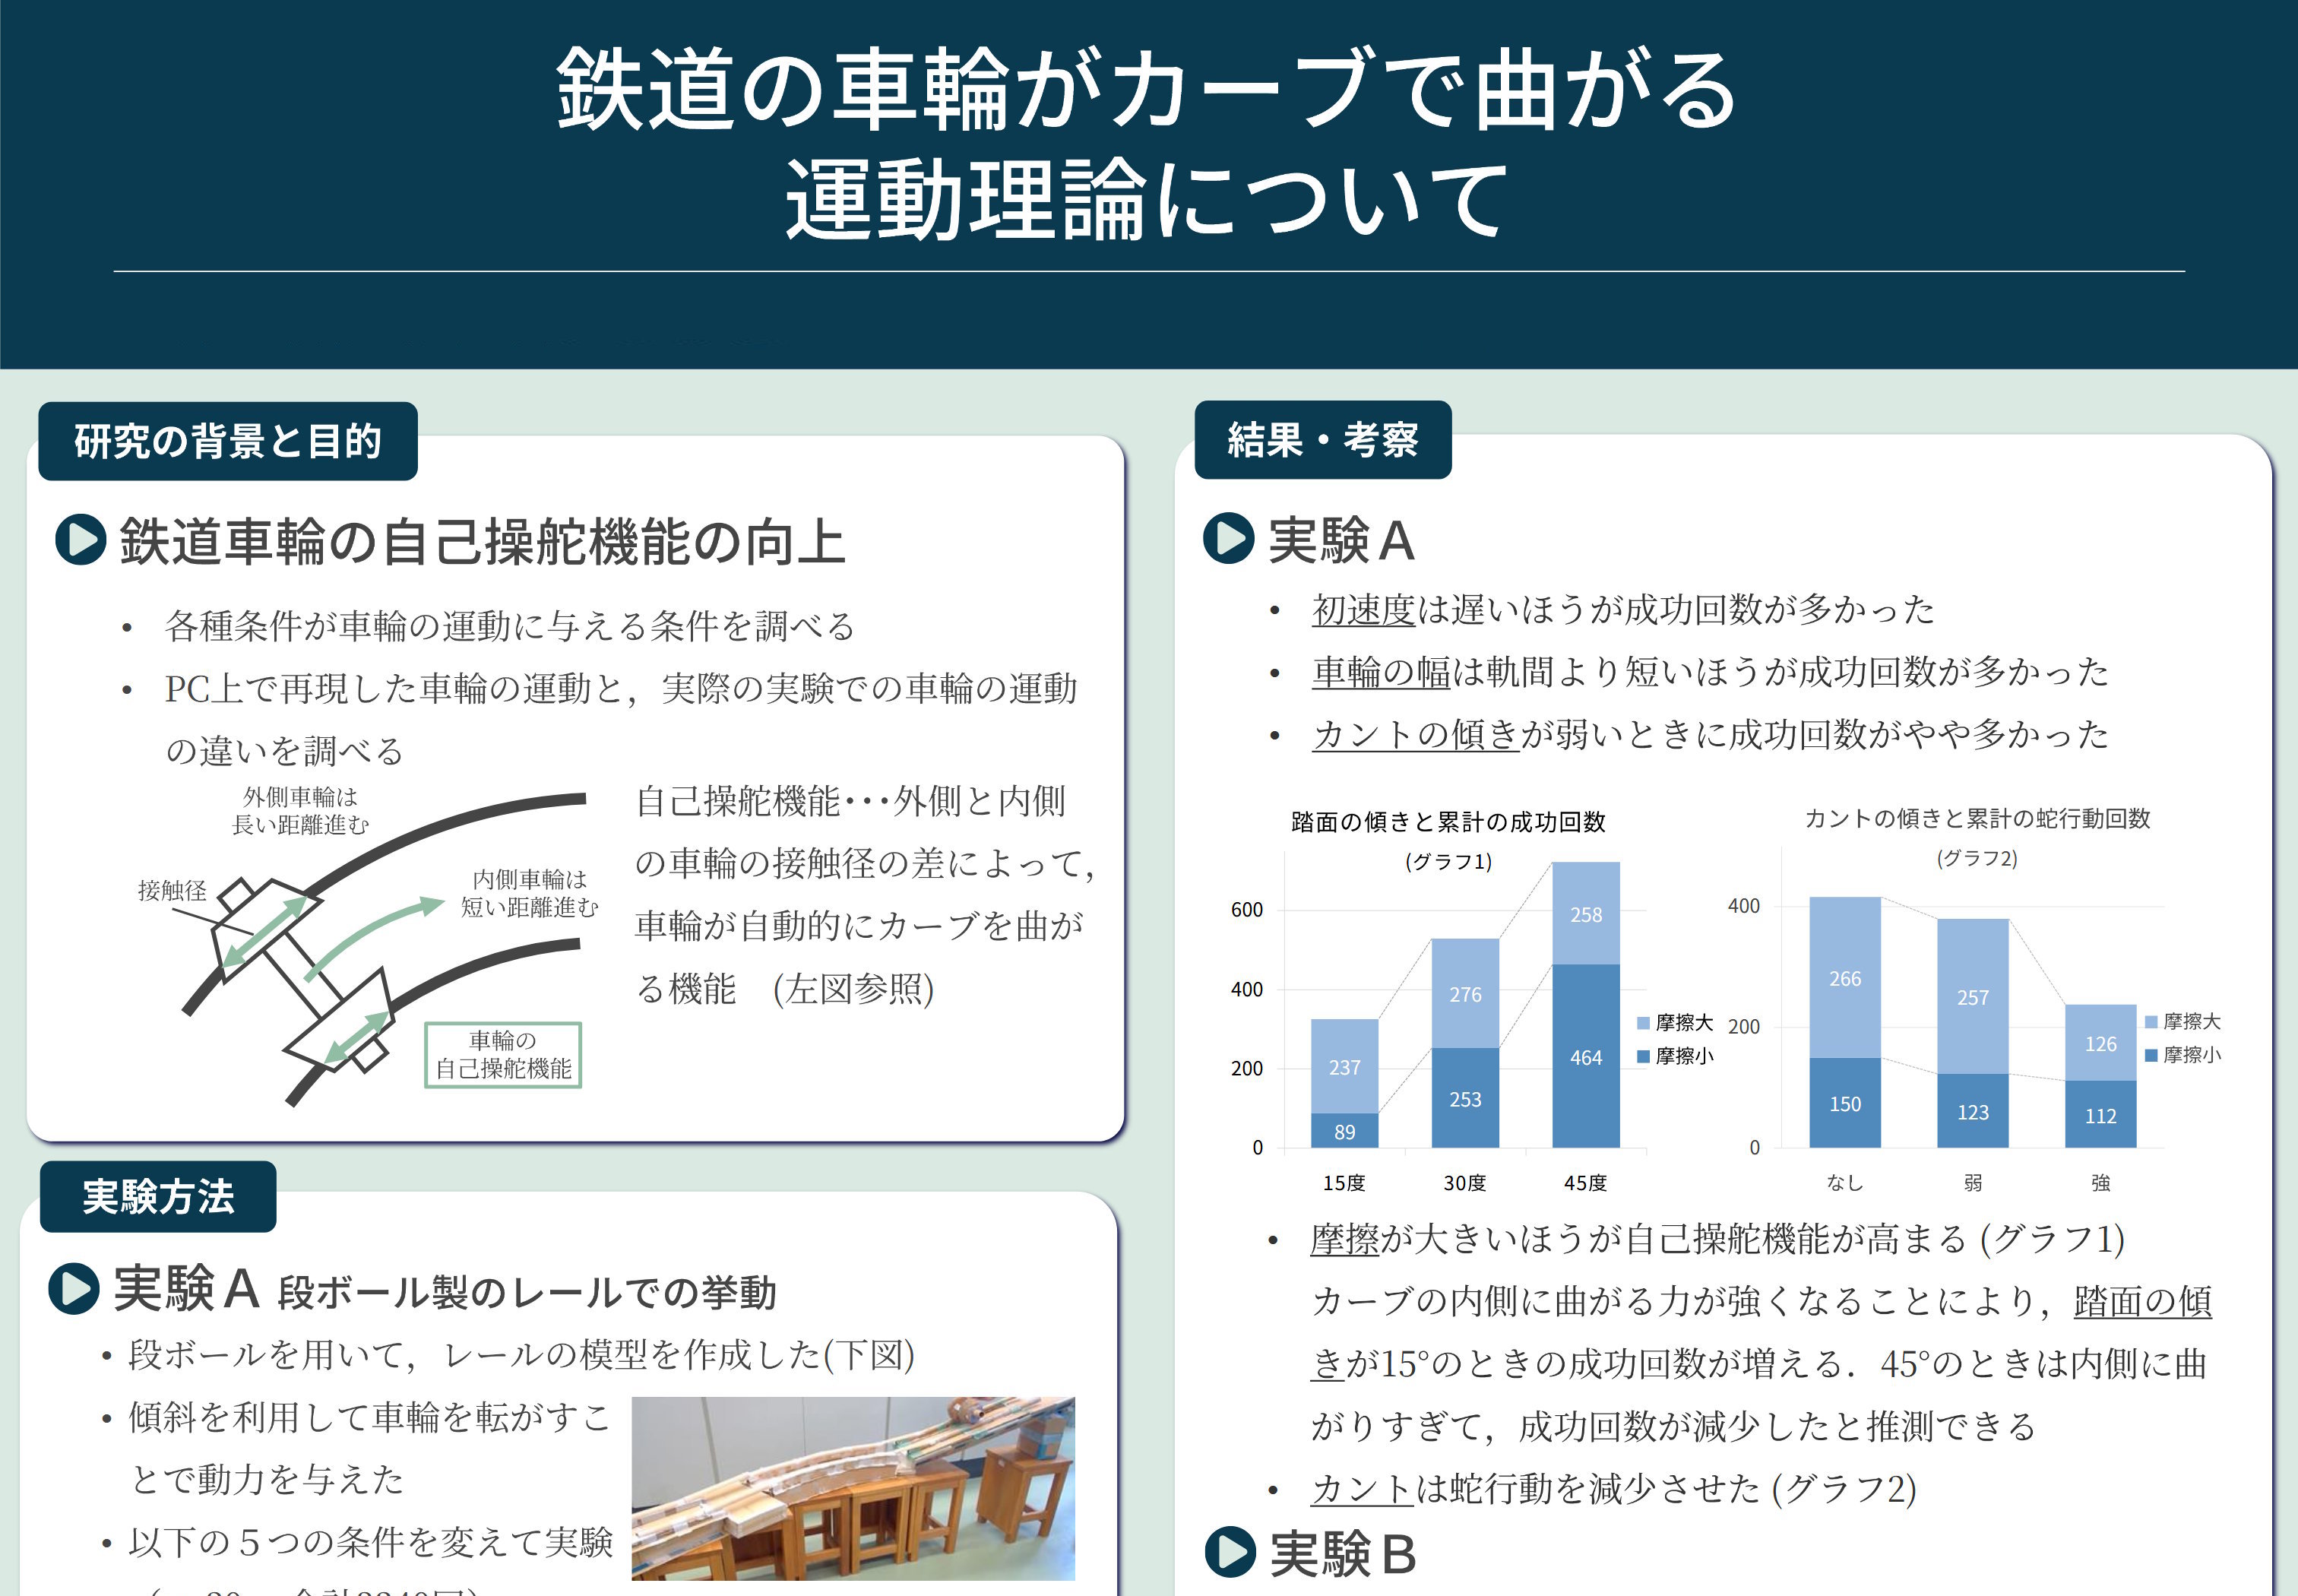 鉄道の車輪がカーブで曲がる
運動理論について
研究の背景と目的
鉄道車輪の自己操舵機能の向上
• 各種条件が車輪の運動に与える条件を調べる
• PC上で再現した車輪の運動と，実際の実験での車輪の運動
の違いを調べる
外側車輪は
長い距離進む
接触径
内側車輪は
短い距離進む
車輪の
自己操舵機能
自己操舵機能･･･外側と内側
の車輪の接触径の差によって，
車輪が自動的にカーブを曲が
る機能　(左図参照)
実験方法
実験Ａ 段ボール製のレールでの挙動
• 段ボールを用いて，レールの模型を作成した(下図)
• 傾斜を利用して車輪を転がすこ
とで動力を与えた
• 以下の５つの条件を変えて実験
結果・考察
実験Ａ
• 初速度は遅いほうが成功回数が多かった
• 車輪の幅は軌間より短いほうが成功回数が多かった
• カントの傾きが弱いときに成功回数がやや多かった
踏面の傾きと累計の成功回数
(グラフ1)
600
400
200
0
237
89
276
253
258
464
15度
30度
45度
摩擦大
摩擦小
カントの傾きと累計の蛇行動回数
(グラフ2)
400
200
0
266
150
257
123
126
112
なし
弱
強
摩擦大
摩擦小
• 摩擦が大きいほうが自己操舵機能が高まる (グラフ1)
カーブの内側に曲がる力が強くなることにより，踏面の傾
きが15°のときの成功回数が増える．45°のときは内側に曲
がりすぎて，成功回数が減少したと推測できる
• カントは蛇行動を減少させた (グラフ2)
実験Ｂ